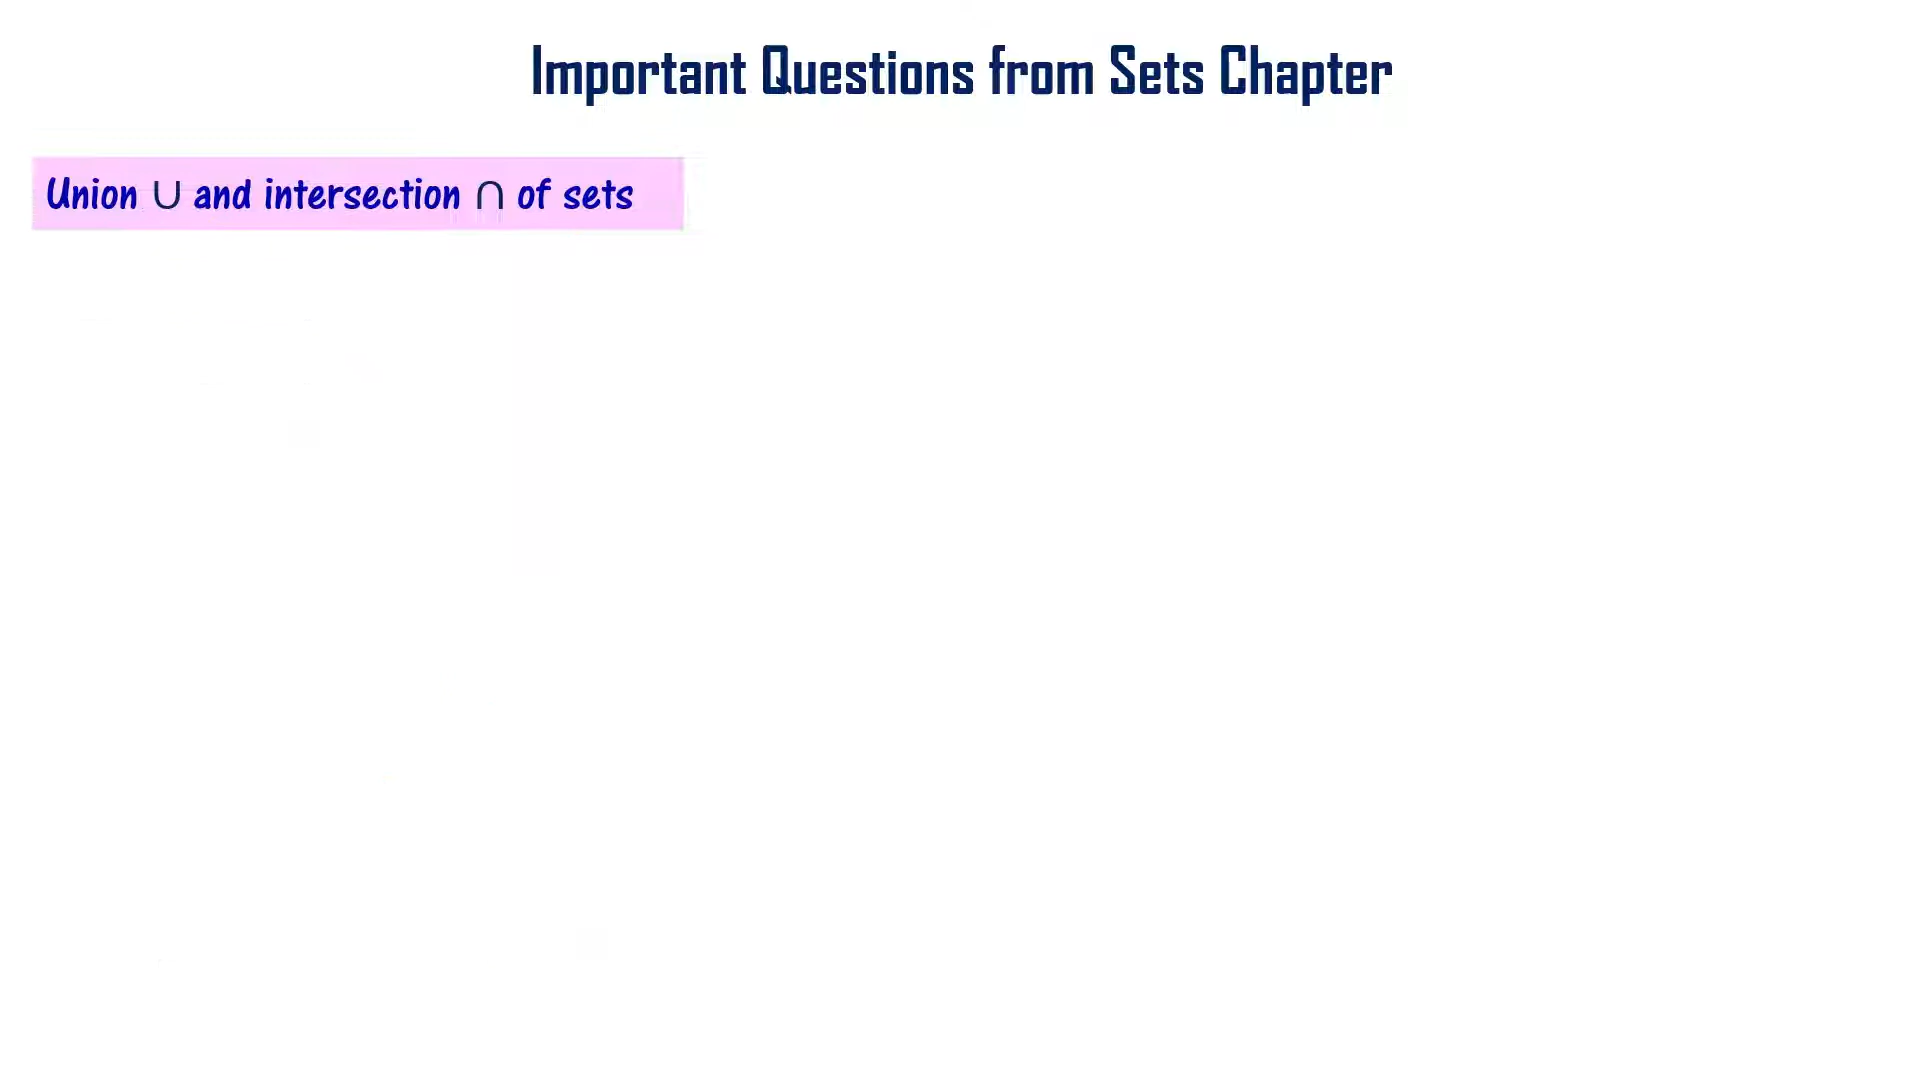 Important Questions from Sets Chapter
Union ∪ and intersection ∩ of sets